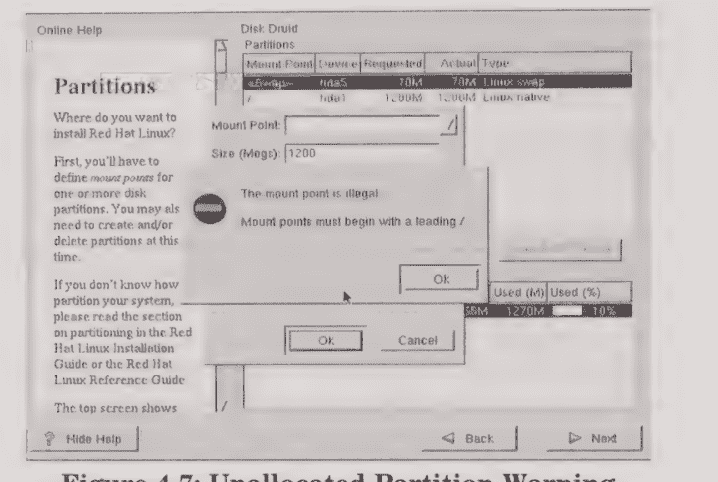 Online Help
Disk Druid
Partitions
Mount Point Device Requested Actual Type
<Swap> hda5 70M 70M Linux swap
/ hda1 1200M 1200M Linux native
Partitions
Where do you want to
install Red Hat Linux?
First, you'll have to
define mount points for
one or more disk
partitions. You may als
need to create and/or
delete partitions at this
time.
If you don't know how
partition your system,
please read the section
on partitioning in the Red
Hat Linux Installation
Guide or the Red Hat
Linux Reference Guide
The top screen shows
Mount Point: /
Size (Megs): 1200
The mount point is illegal
Mount points must begin with a leading /
Ok
Used (M) Used (%)
1270M 10%
Ok Cancel
/
? Hide Help
Back Next
Figure 4.7: Unallocated Partition Warning